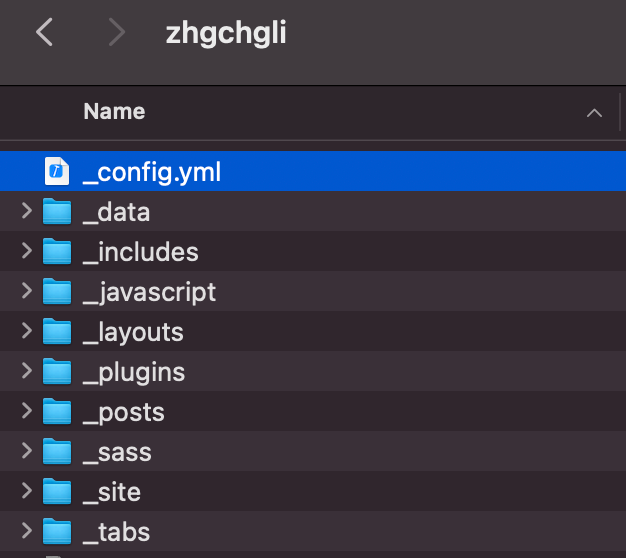 zhgchgli
Name
_config.yml
_data
_includes
_javascript
_layouts
_plugins
_posts
_sass
_site
_tabs